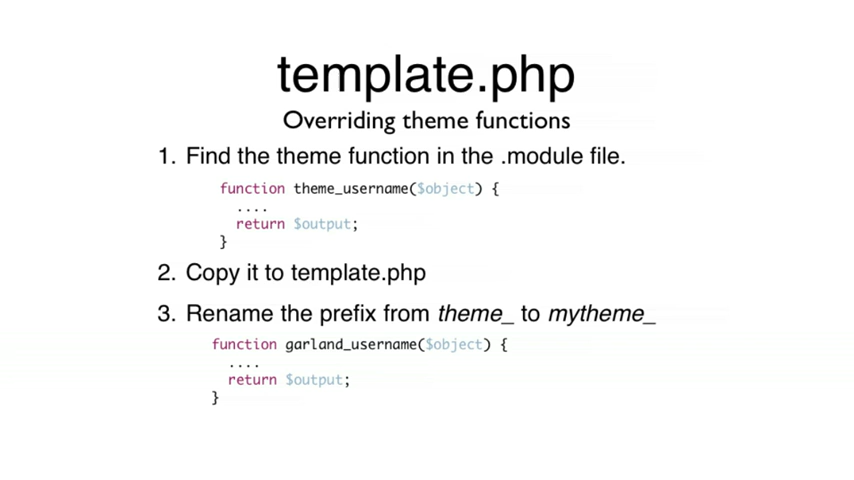 template.php
Overriding theme functions
1. Find the theme function in the .module file.
function theme_username($object) {
....
return $output;
}
2. Copy it to template.php
3. Rename the prefix from theme_ to mytheme_
function garland_username($object) {
....
return $output;
}